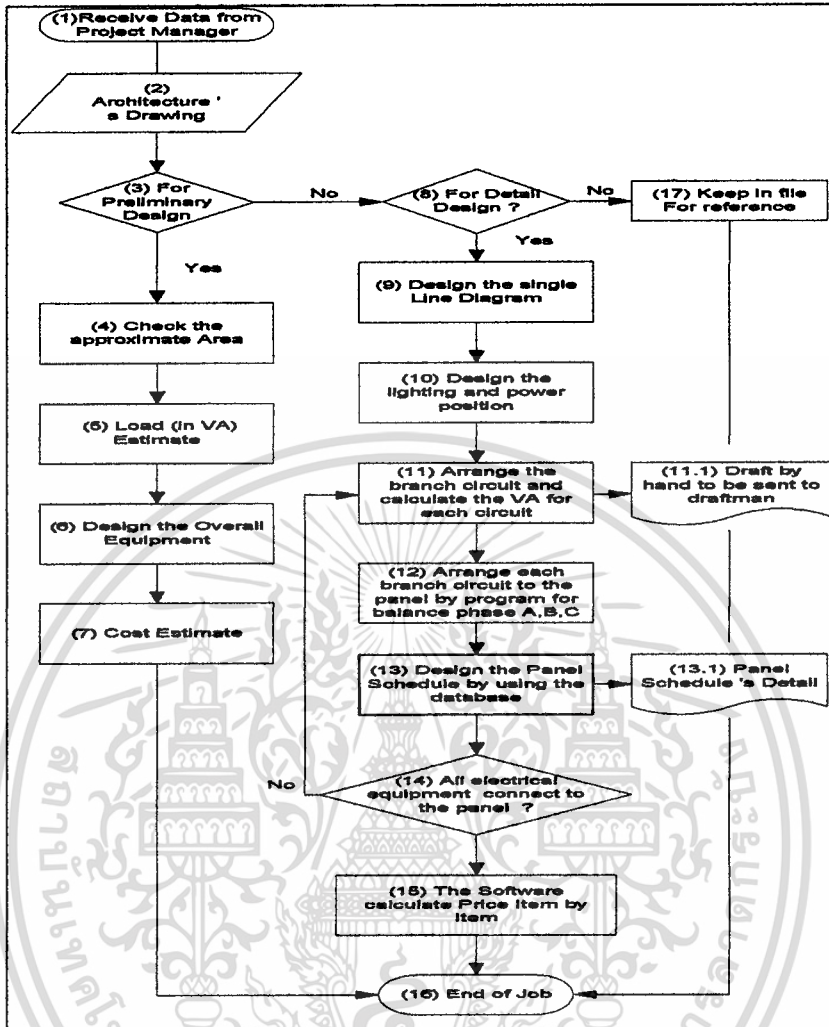 (1)Receive Data from
Project Manager
(2)
Architecture '
s Drawing
(3) For
Preliminary
Design
No
(8) For Detail
Design ?
No
(17) Keep in file
For reference
Yes
Yes
(4) Check the
approximate Area
(9) Design the single
Line Diagram
(5) Load (in VA)
Estimate
(10) Design the
lighting and power
position
(6) Design the Overall
Equipment
(11) Arrange the
branch circuit and
calculate the VA for
each circuit
(11.1) Draft by
hand to be sent to
draftman
(7) Cost Estimate
(12) Arrange each
branch circuit to the
panel by program for
balance phase A,B,C
(13) Design the Panel
Schedule by using the
database
(13.1) Panel
Schedule 's Detail
No
(14) All electrical
equipment connect to
the panel ?
(15) The Software
calculate Price Item by
Item
(16) End of Job